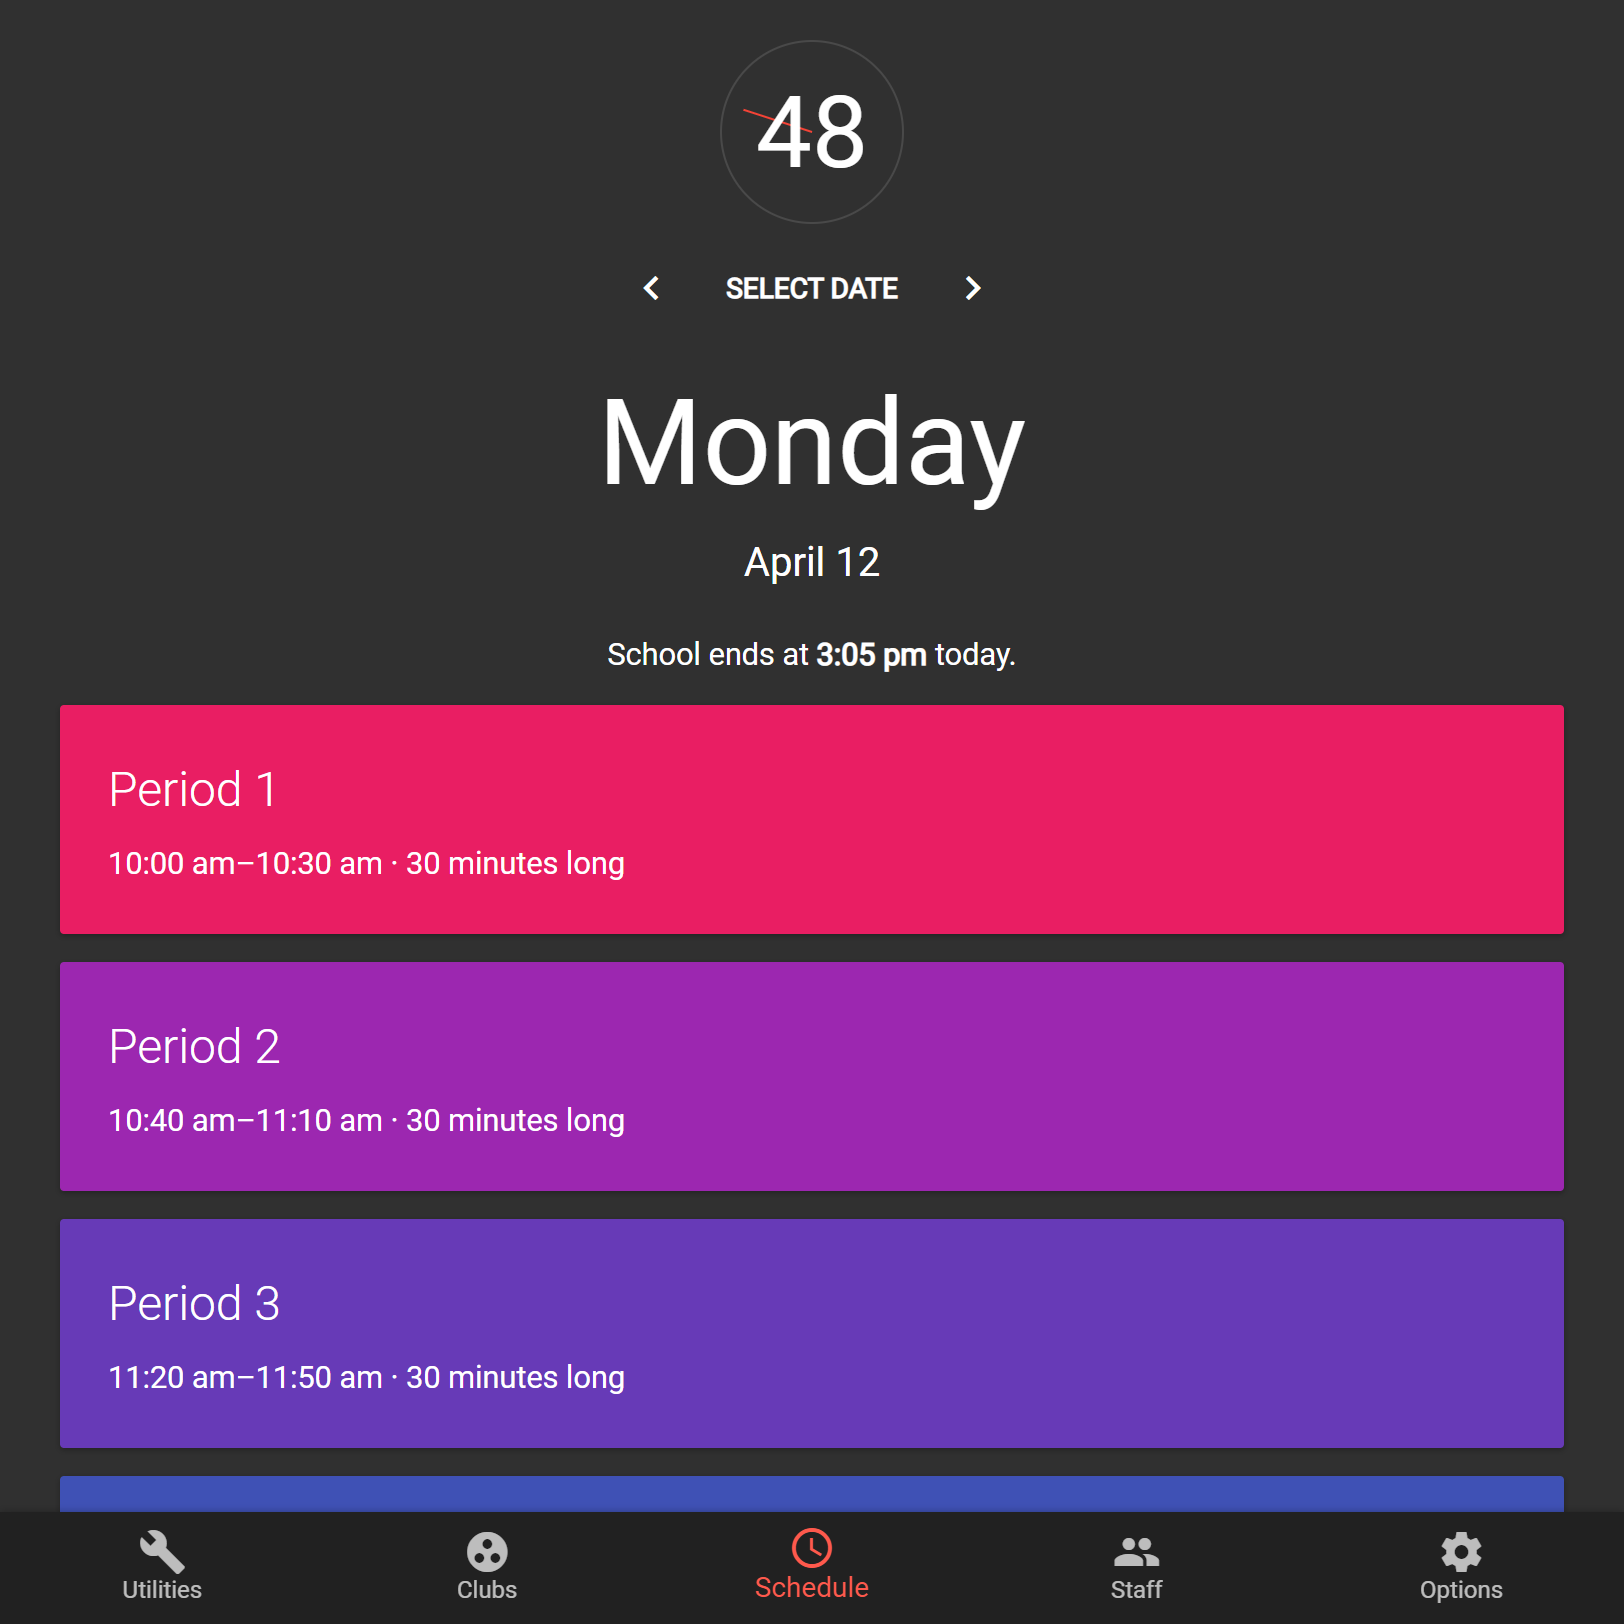 48
SELECT DATE
Monday
April 12
School ends at 3:05 pm today.
Period 1
10:00 am–10:30 am · 30 minutes long
Period 2
10:40 am–11:10 am · 30 minutes long
Period 3
11:20 am–11:50 am · 30 minutes long
Utilities
Clubs
Schedule
Staff
Options